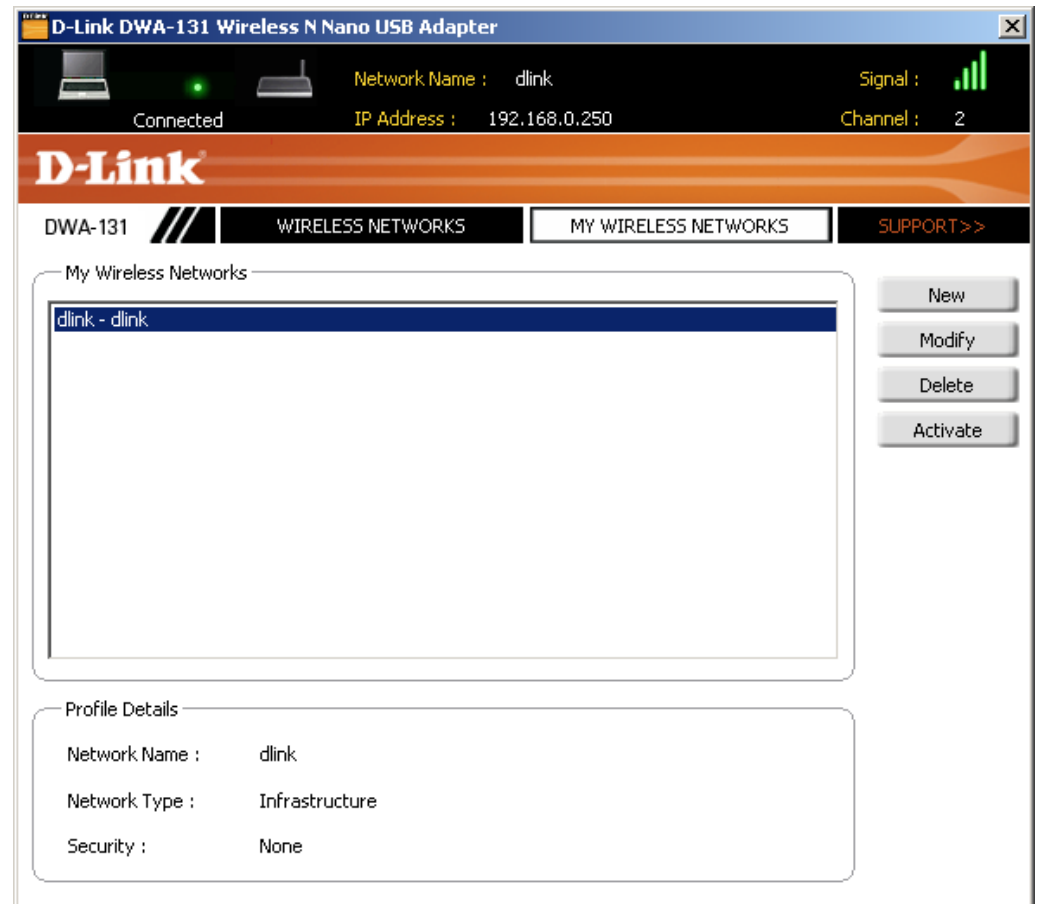 D-Link DWA-131 Wireless N Nano USB Adapter
Network Name : dlink Signal :
Connected IP Address : 192.168.0.250 Channel : 2
D-Link
DWA-131 WIRELESS NETWORKS MY WIRELESS NETWORKS SUPPORT>>
My Wireless Networks
New
dlink - dlink
Modify
Delete
Activate
Profile Details
Network Name : dlink
Network Type : Infrastructure
Security : None